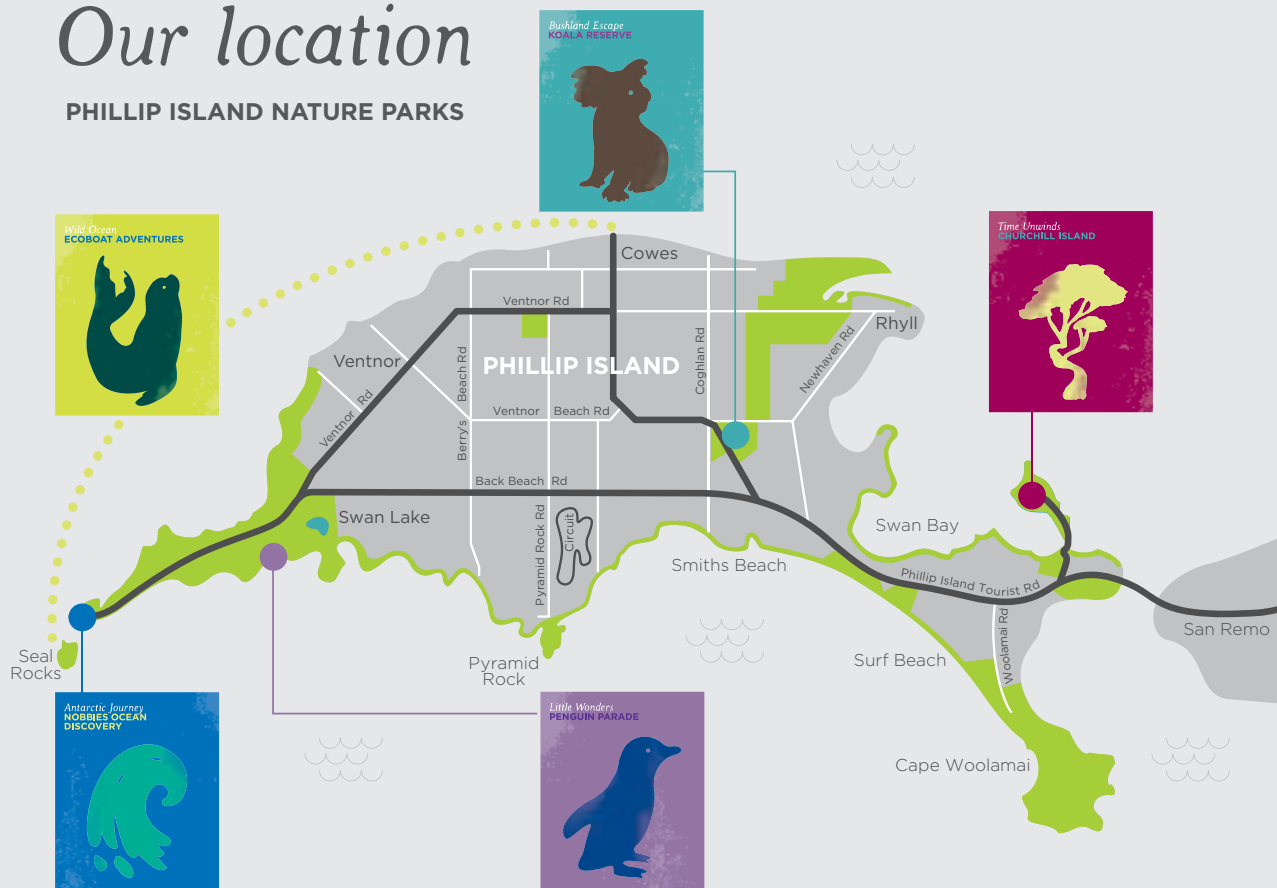 Our location
PHILLIP ISLAND NATURE PARKS
Bushland Escape
KOALA RESERVE
Wild Ocean
ECOBOAT ADVENTURES
Time Unwinds
CHURCHILL ISLAND
Cowes
Ventnor Rd
Rhyll
Ventnor
PHILLIP ISLAND
Beach Rd
Coghlan Rd
Newhaven Rd
Ventnor Rd
Ventnor Beach Rd
Berry's
Back Beach Rd
Swan Lake
Pyramid Rock Rd
Circuit
Swan Bay
Smiths Beach
Phillip Island Tourist Rd
San Remo
Woolamai Rd
Seal
Rocks
Pyramid
Rock
Surf Beach
Cape Woolamai
Antarctic Journey
NOBBIES OCEAN
DISCOVERY
Little Wonders
PENGUIN PARADE